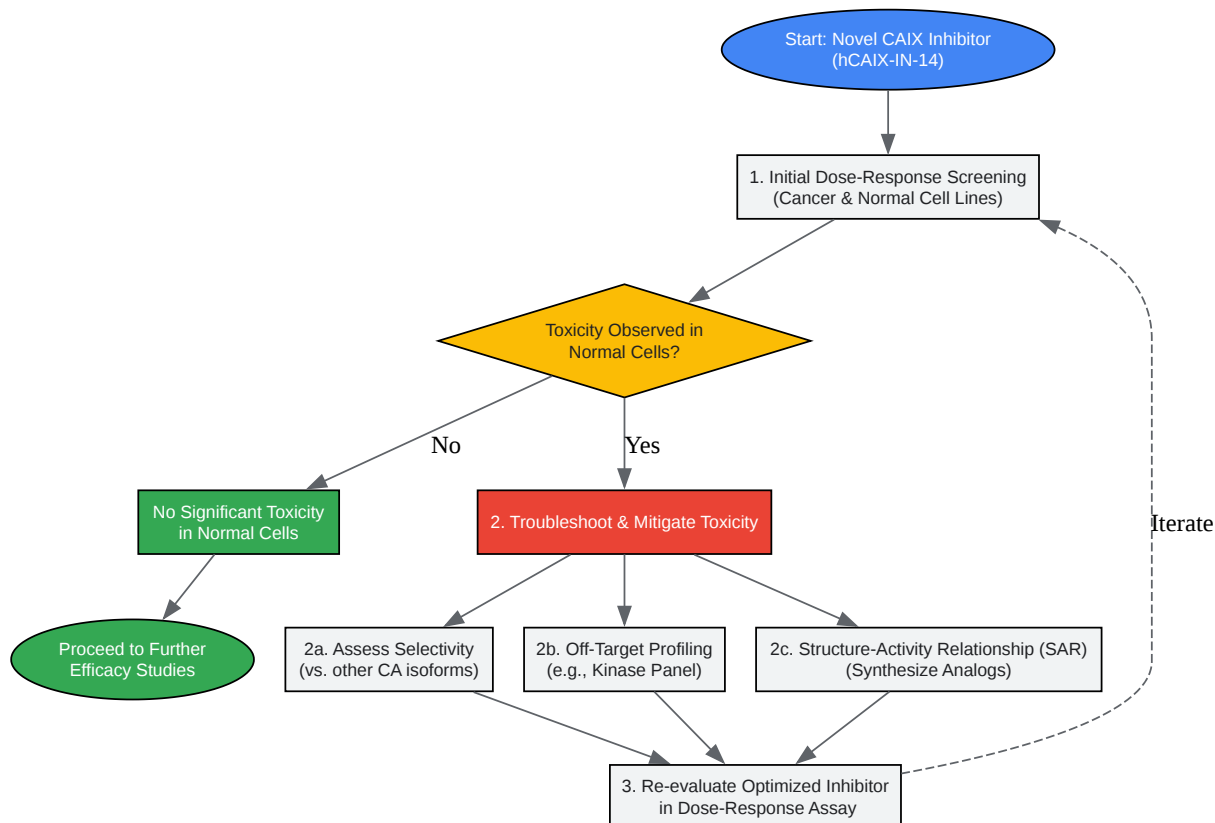 Start: Novel CAIX Inhibitor
(hCAIX-IN-14)
1. Initial Dose-Response Screening
(Cancer & Normal Cell Lines)
Toxicity Observed in
Normal Cells?
No
Yes
No Significant Toxicity
in Normal Cells
2. Troubleshoot & Mitigate Toxicity
Iterate
Proceed to Further
Efficacy Studies
2a. Assess Selectivity
(vs. other CA isoforms)
2b. Off-Target Profiling
(e.g., Kinase Panel)
2c. Structure-Activity Relationship (SAR)
(Synthesize Analogs)
3. Re-evaluate Optimized Inhibitor
in Dose-Response Assay